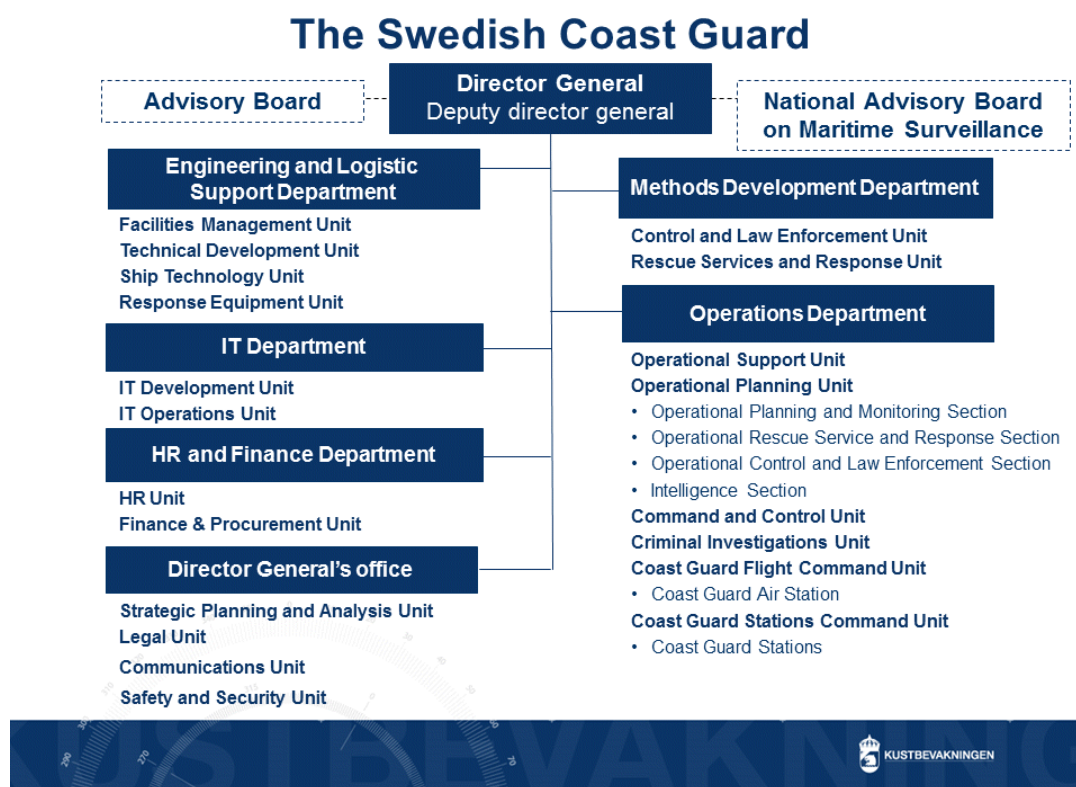 The Swedish Coast Guard
Advisory Board
Director General
Deputy director general
National Advisory Board
on Maritime Surveillance
Engineering and Logistic
Support Department
Facilities Management Unit
Technical Development Unit
Ship Technology Unit
Response Equipment Unit
IT Department
IT Development Unit
IT Operations Unit
HR and Finance Department
HR Unit
Finance & Procurement Unit
Director General's office
Strategic Planning and Analysis Unit
Legal Unit
Communications Unit
Safety and Security Unit
Methods Development Department
Control and Law Enforcement Unit
Rescue Services and Response Unit
Operations Department
Operational Support Unit
Operational Planning Unit
• Operational Planning and Monitoring Section
• Operational Rescue Service and Response Section
• Operational Control and Law Enforcement Section
• Intelligence Section
Command and Control Unit
Criminal Investigations Unit
Coast Guard Flight Command Unit
• Coast Guard Air Station
Coast Guard Stations Command Unit
• Coast Guard Stations
KUSTBEVAKNING
KUSTBEVAKNINGEN